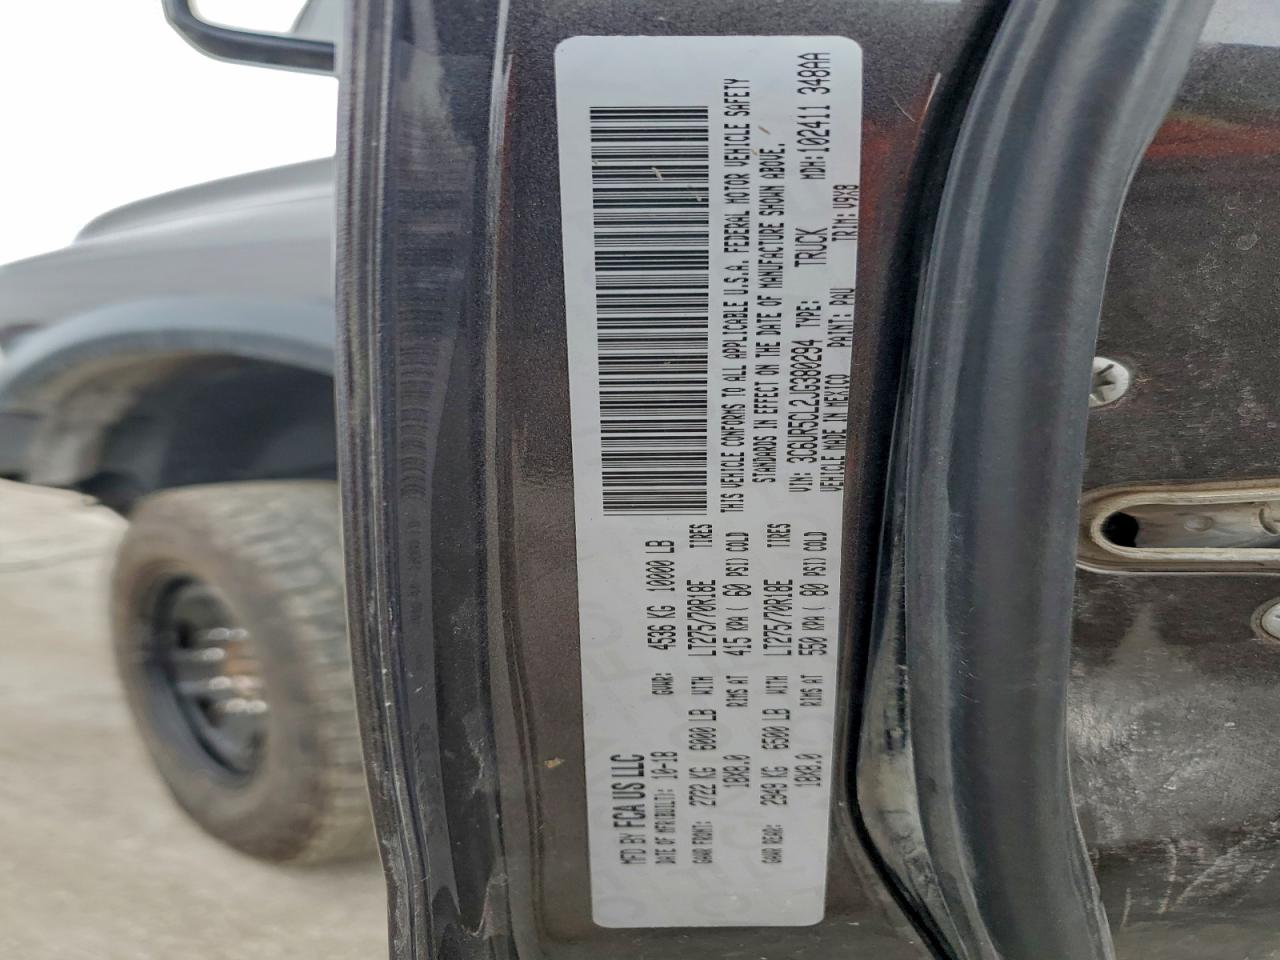 MFD BY FCA US LLC
DATE OF MFR(BUILT): 10-18 GVWR: 4536 KG 10000 LB
GAWR FRONT: 2722 KG 6000 LB WITH LT275/70R18E TIRES
18X8.0 RIMS AT 415 KPA( 60 PSI) COLD
GAWR REAR: 2949 KG 6500 LB WITH LT275/70R18E TIRES
18X8.0 RIMS AT 550 KPA( 80 PSI) COLD
THIS VEHICLE CONFORMS TO ALL APPLICABLE U.S.A. FEDERAL MOTOR VEHICLE SAFETY
STANDARDS IN EFFECT ON THE DATE OF MANUFACTURE SHOWN ABOVE.
VIN: 3C6UR5CL2JG380294 TYPE: TRUCK MDH:102411 348AA
VEHICLE MADE IN MEXICO PAINT: PAU TRIM: V9X8